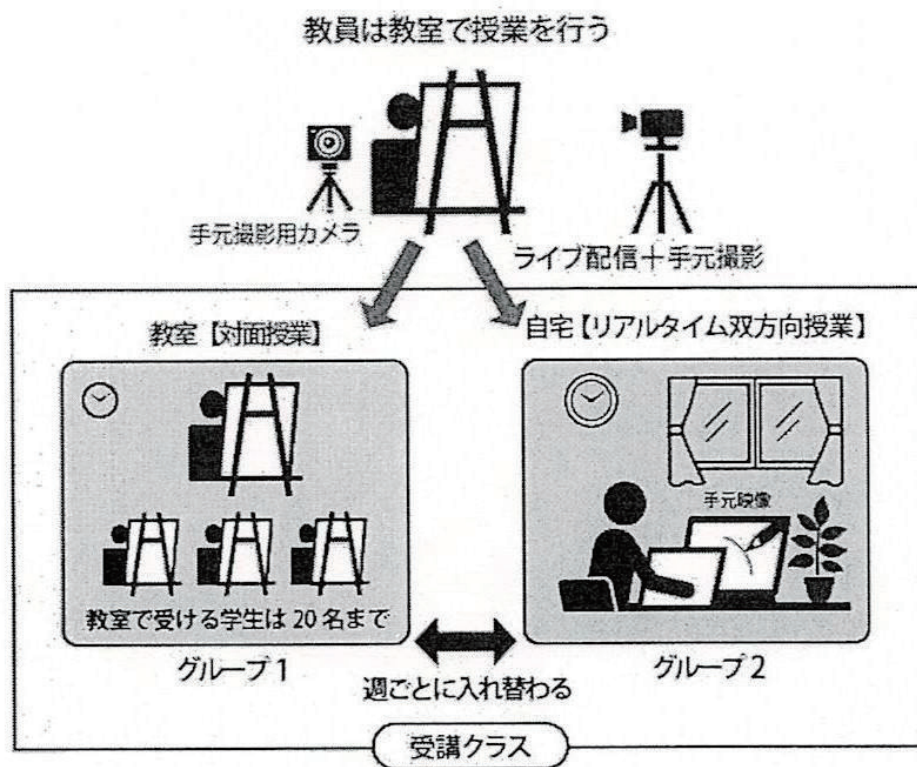 教員は教室で授業を行う
手元撮影用カメラ
ライブ配信+手元撮影
教室【対面授業】
自宅【リアルタイム双方向授業】
手元映像
教室で受ける学生は20名まで
グループ1
グループ2
週ごとに入れ替わる
受講クラス